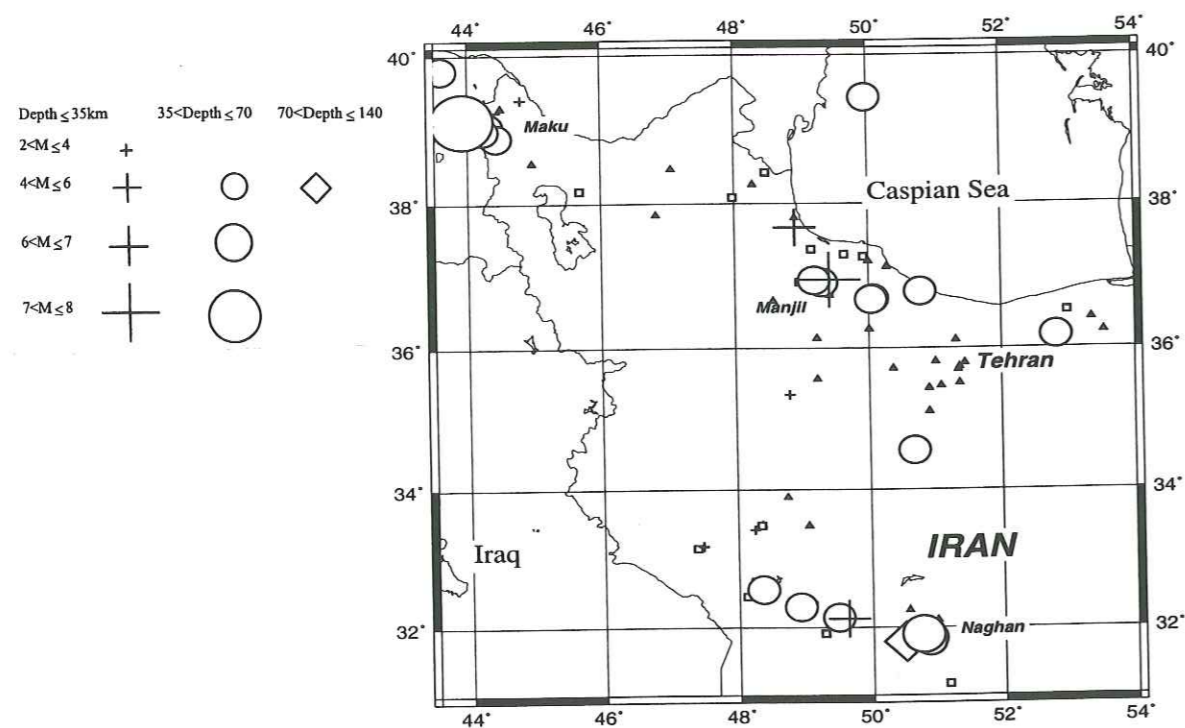 44° 46° 48° 50° 52° 54°
40° 40°
Depth ≤ 35km 35<Depth ≤ 70 70<Depth ≤ 140
Maku
2<M ≤ 4
4<M ≤ 6
Caspian Sea
38° 38°
6<M ≤ 7
7<M ≤ 8
Manjil
36° 36°
Tehran
34° 34°
IRAN
Iraq
Naghan
32° 32°
44° 46° 48° 50° 52° 54°